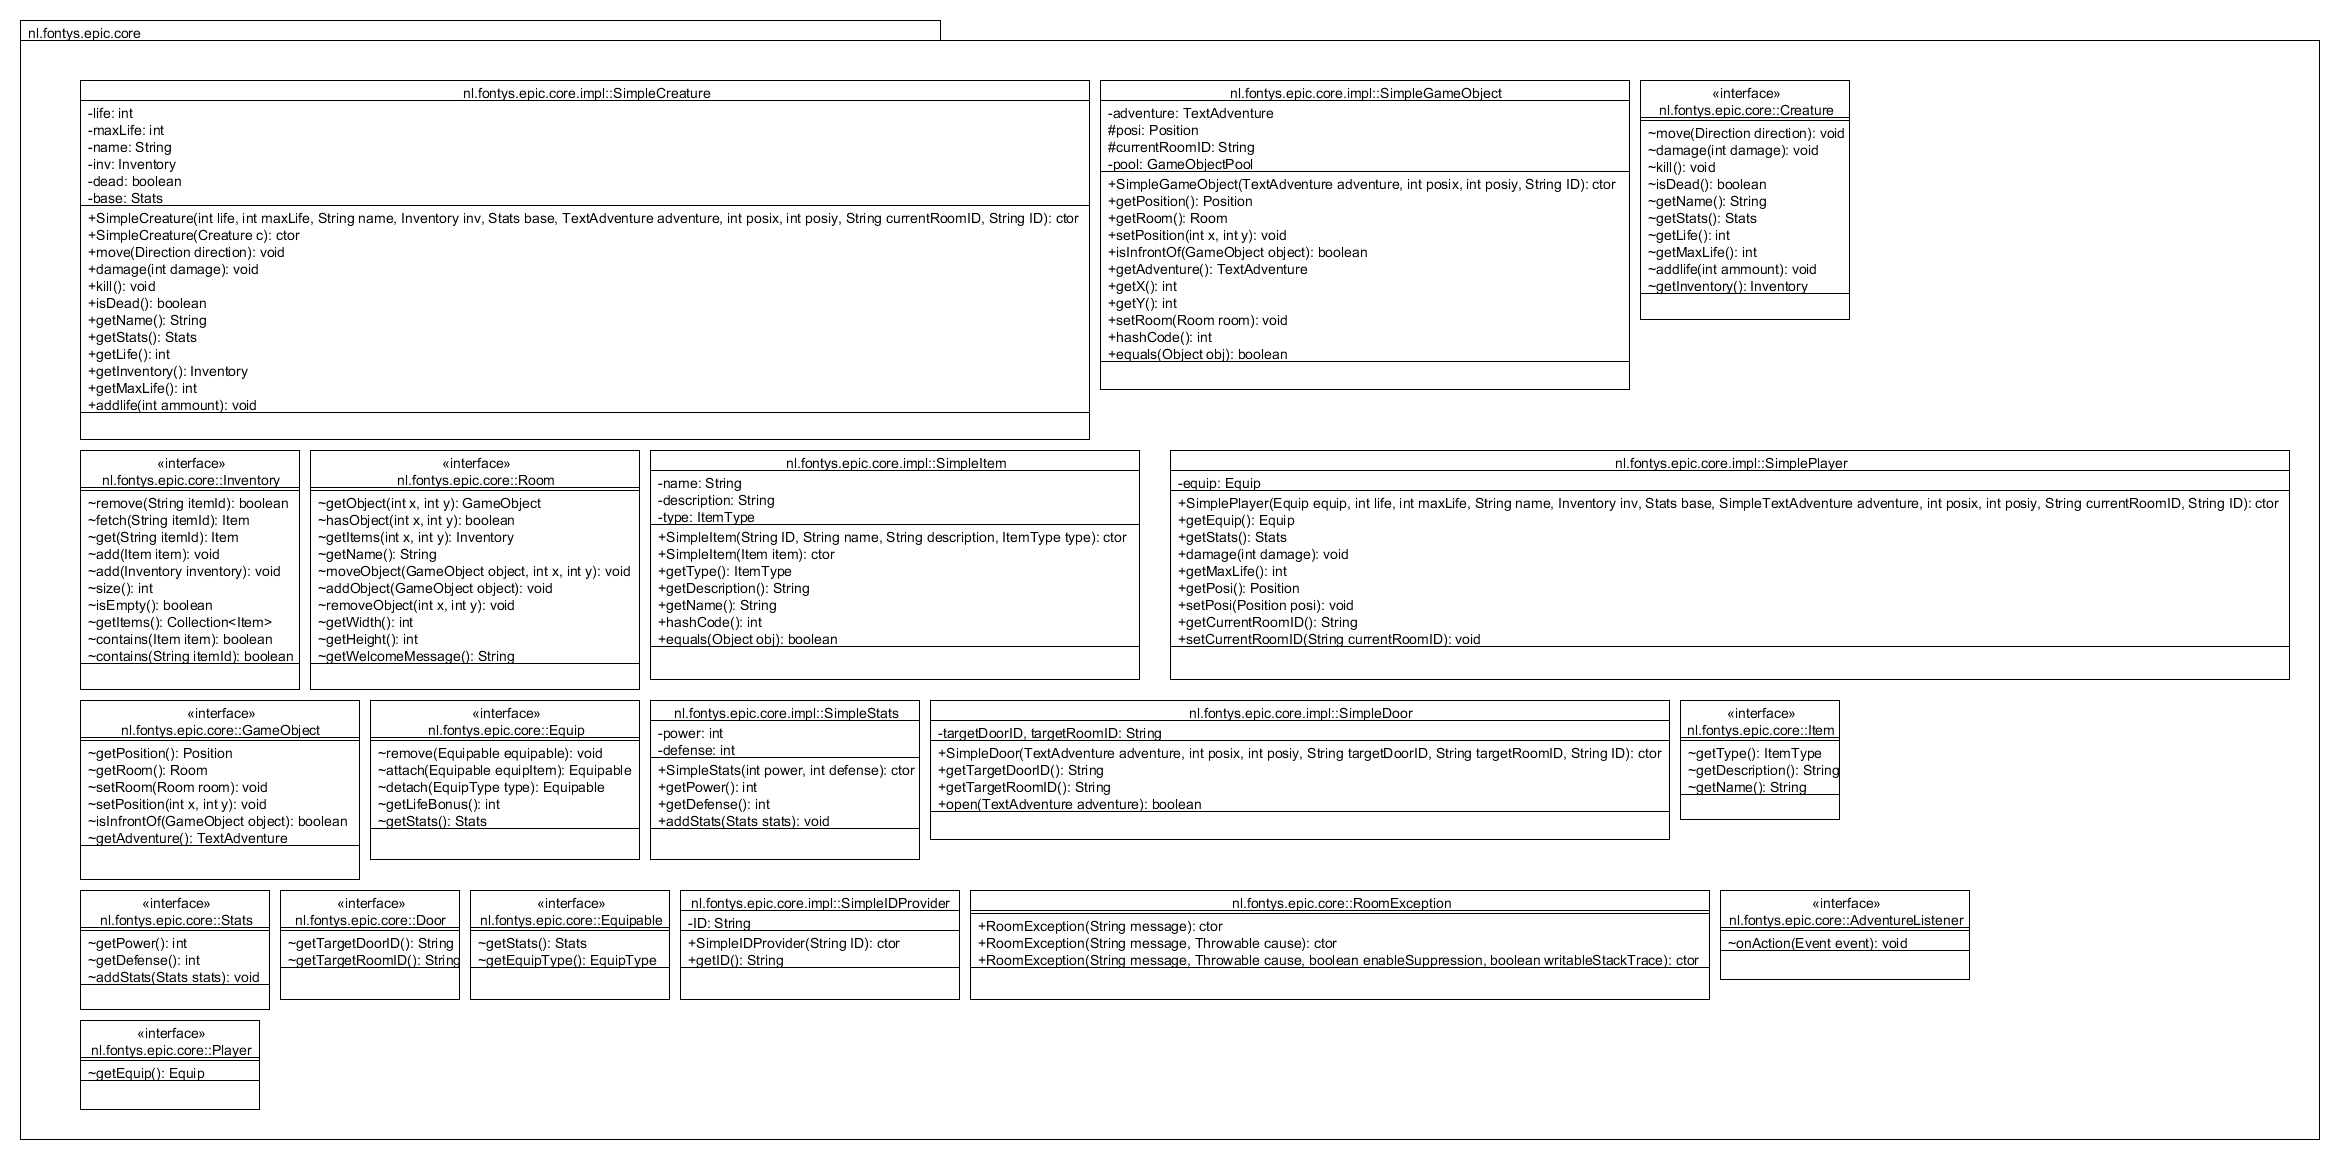 nl.fontys.epic.core
nl.fontys.epic.core.impl::SimpleCreature
-life: int
-maxLife: int
-name: String
-inv: Inventory
-dead: boolean
-base: Stats
+SimpleCreature(int life, int maxLife, String name, Inventory inv, Stats base, TextAdventure adventure, int posix, int posiy, String currentRoomID, String ID): ctor
+SimpleCreature(Creature c): ctor
+move(Direction direction): void
+damage(int damage): void
+kill(): void
+isDead(): boolean
+getName(): String
+getStats(): Stats
+getLife(): int
+getInventory(): Inventory
+getMaxLife(): int
+addlife(int ammount): void
nl.fontys.epic.core.impl::SimpleGameObject
-adventure: TextAdventure
#posi: Position
#currentRoomID: String
-pool: GameObjectPool
+SimpleGameObject(TextAdventure adventure, int posix, int posiy, String ID): ctor
+getPosition(): Position
+getRoom(): Room
+setPosition(int x, int y): void
+isInfrontOf(GameObject object): boolean
+getAdventure(): TextAdventure
+getX(): int
+getY(): int
+setRoom(Room room): void
+hashCode(): int
+equals(Object obj): boolean
«interface»
nl.fontys.epic.core::Creature
~move(Direction direction): void
~damage(int damage): void
~kill(): void
~isDead(): boolean
~getName(): String
~getStats(): Stats
~getLife(): int
~getMaxLife(): int
~addlife(int ammount): void
~getInventory(): Inventory
«interface»
nl.fontys.epic.core::Inventory
~remove(String itemId): boolean
~fetch(String itemId): Item
~get(String itemId): Item
~add(Item item): void
~add(Inventory inventory): void
~size(): int
~isEmpty(): boolean
~getItems(): Collection<Item>
~contains(Item item): boolean
~contains(String itemId): boolean
«interface»
nl.fontys.epic.core::Room
~getObject(int x, int y): GameObject
~hasObject(int x, int y): boolean
~getItems(int x, int y): Inventory
~getName(): String
~moveObject(GameObject object, int x, int y): void
~addObject(GameObject object): void
~removeObject(int x, int y): void
~getWidth(): int
~getHeight(): int
~getWelcomeMessage(): String
nl.fontys.epic.core.impl::SimpleItem
-name: String
-description: String
-type: ItemType
+SimpleItem(String ID, String name, String description, ItemType type): ctor
+SimpleItem(Item item): ctor
+getType(): ItemType
+getDescription(): String
+getName(): String
+hashCode(): int
+equals(Object obj): boolean
nl.fontys.epic.core.impl::SimplePlayer
-equip: Equip
+SimplePlayer(Equip equip, int life, int maxLife, String name, Inventory inv, Stats base, SimpleTextAdventure adventure, int posix, int posiy, String currentRoomID, String ID): ctor
+getEquip(): Equip
+getStats(): Stats
+damage(int damage): void
+getMaxLife(): int
+getPosi(): Position
+setPosi(Position posi): void
+getCurrentRoomID(): String
+setCurrentRoomID(String currentRoomID): void
«interface»
nl.fontys.epic.core::GameObject
~getPosition(): Position
~getRoom(): Room
~setRoom(Room room): void
~setPosition(int x, int y): void
~isInfrontOf(GameObject object): boolean
~getAdventure(): TextAdventure
«interface»
nl.fontys.epic.core::Equip
~remove(Equipable equipable): void
~attach(Equipable equipItem): Equipable
~detach(EquipType type): Equipable
~getLifeBonus(): int
~getStats(): Stats
nl.fontys.epic.core.impl::SimpleStats
-power: int
-defense: int
+SimpleStats(int power, int defense): ctor
+getPower(): int
+getDefense(): int
+addStats(Stats stats): void
nl.fontys.epic.core.impl::SimpleDoor
-targetDoorID, targetRoomID: String
+SimpleDoor(TextAdventure adventure, int posix, int posiy, String targetDoorID, String targetRoomID, String ID): ctor
+getTargetDoorID(): String
+getTargetRoomID(): String
+open(TextAdventure adventure): boolean
«interface»
nl.fontys.epic.core::Item
~getType(): ItemType
~getDescription(): String
~getName(): String
«interface»
nl.fontys.epic.core::Stats
~getPower(): int
~getDefense(): int
~addStats(Stats stats): void
«interface»
nl.fontys.epic.core::Door
~getTargetDoorID(): String
~getTargetRoomID(): String
«interface»
nl.fontys.epic.core::Equipable
~getStats(): Stats
~getEquipType(): EquipType
nl.fontys.epic.core.impl::SimpleIDProvider
-ID: String
+SimpleIDProvider(String ID): ctor
+getID(): String
nl.fontys.epic.core::RoomException
+RoomException(String message): ctor
+RoomException(String message, Throwable cause): ctor
+RoomException(String message, Throwable cause, boolean enableSuppression, boolean writableStackTrace): ctor
«interface»
nl.fontys.epic.core::AdventureListener
~onAction(Event event): void
«interface»
nl.fontys.epic.core::Player
~getEquip(): Equip